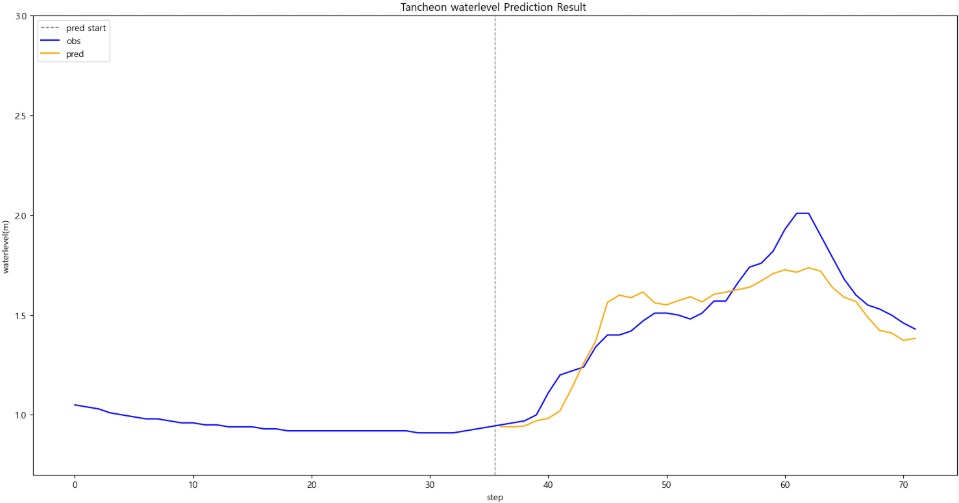 Tancheon waterlevel Prediction Result
3.0
2.5
2.0
1.5
1.0
waterlevel(m)
pred start
obs
pred
0 10 20 30 40 50 60 70
step